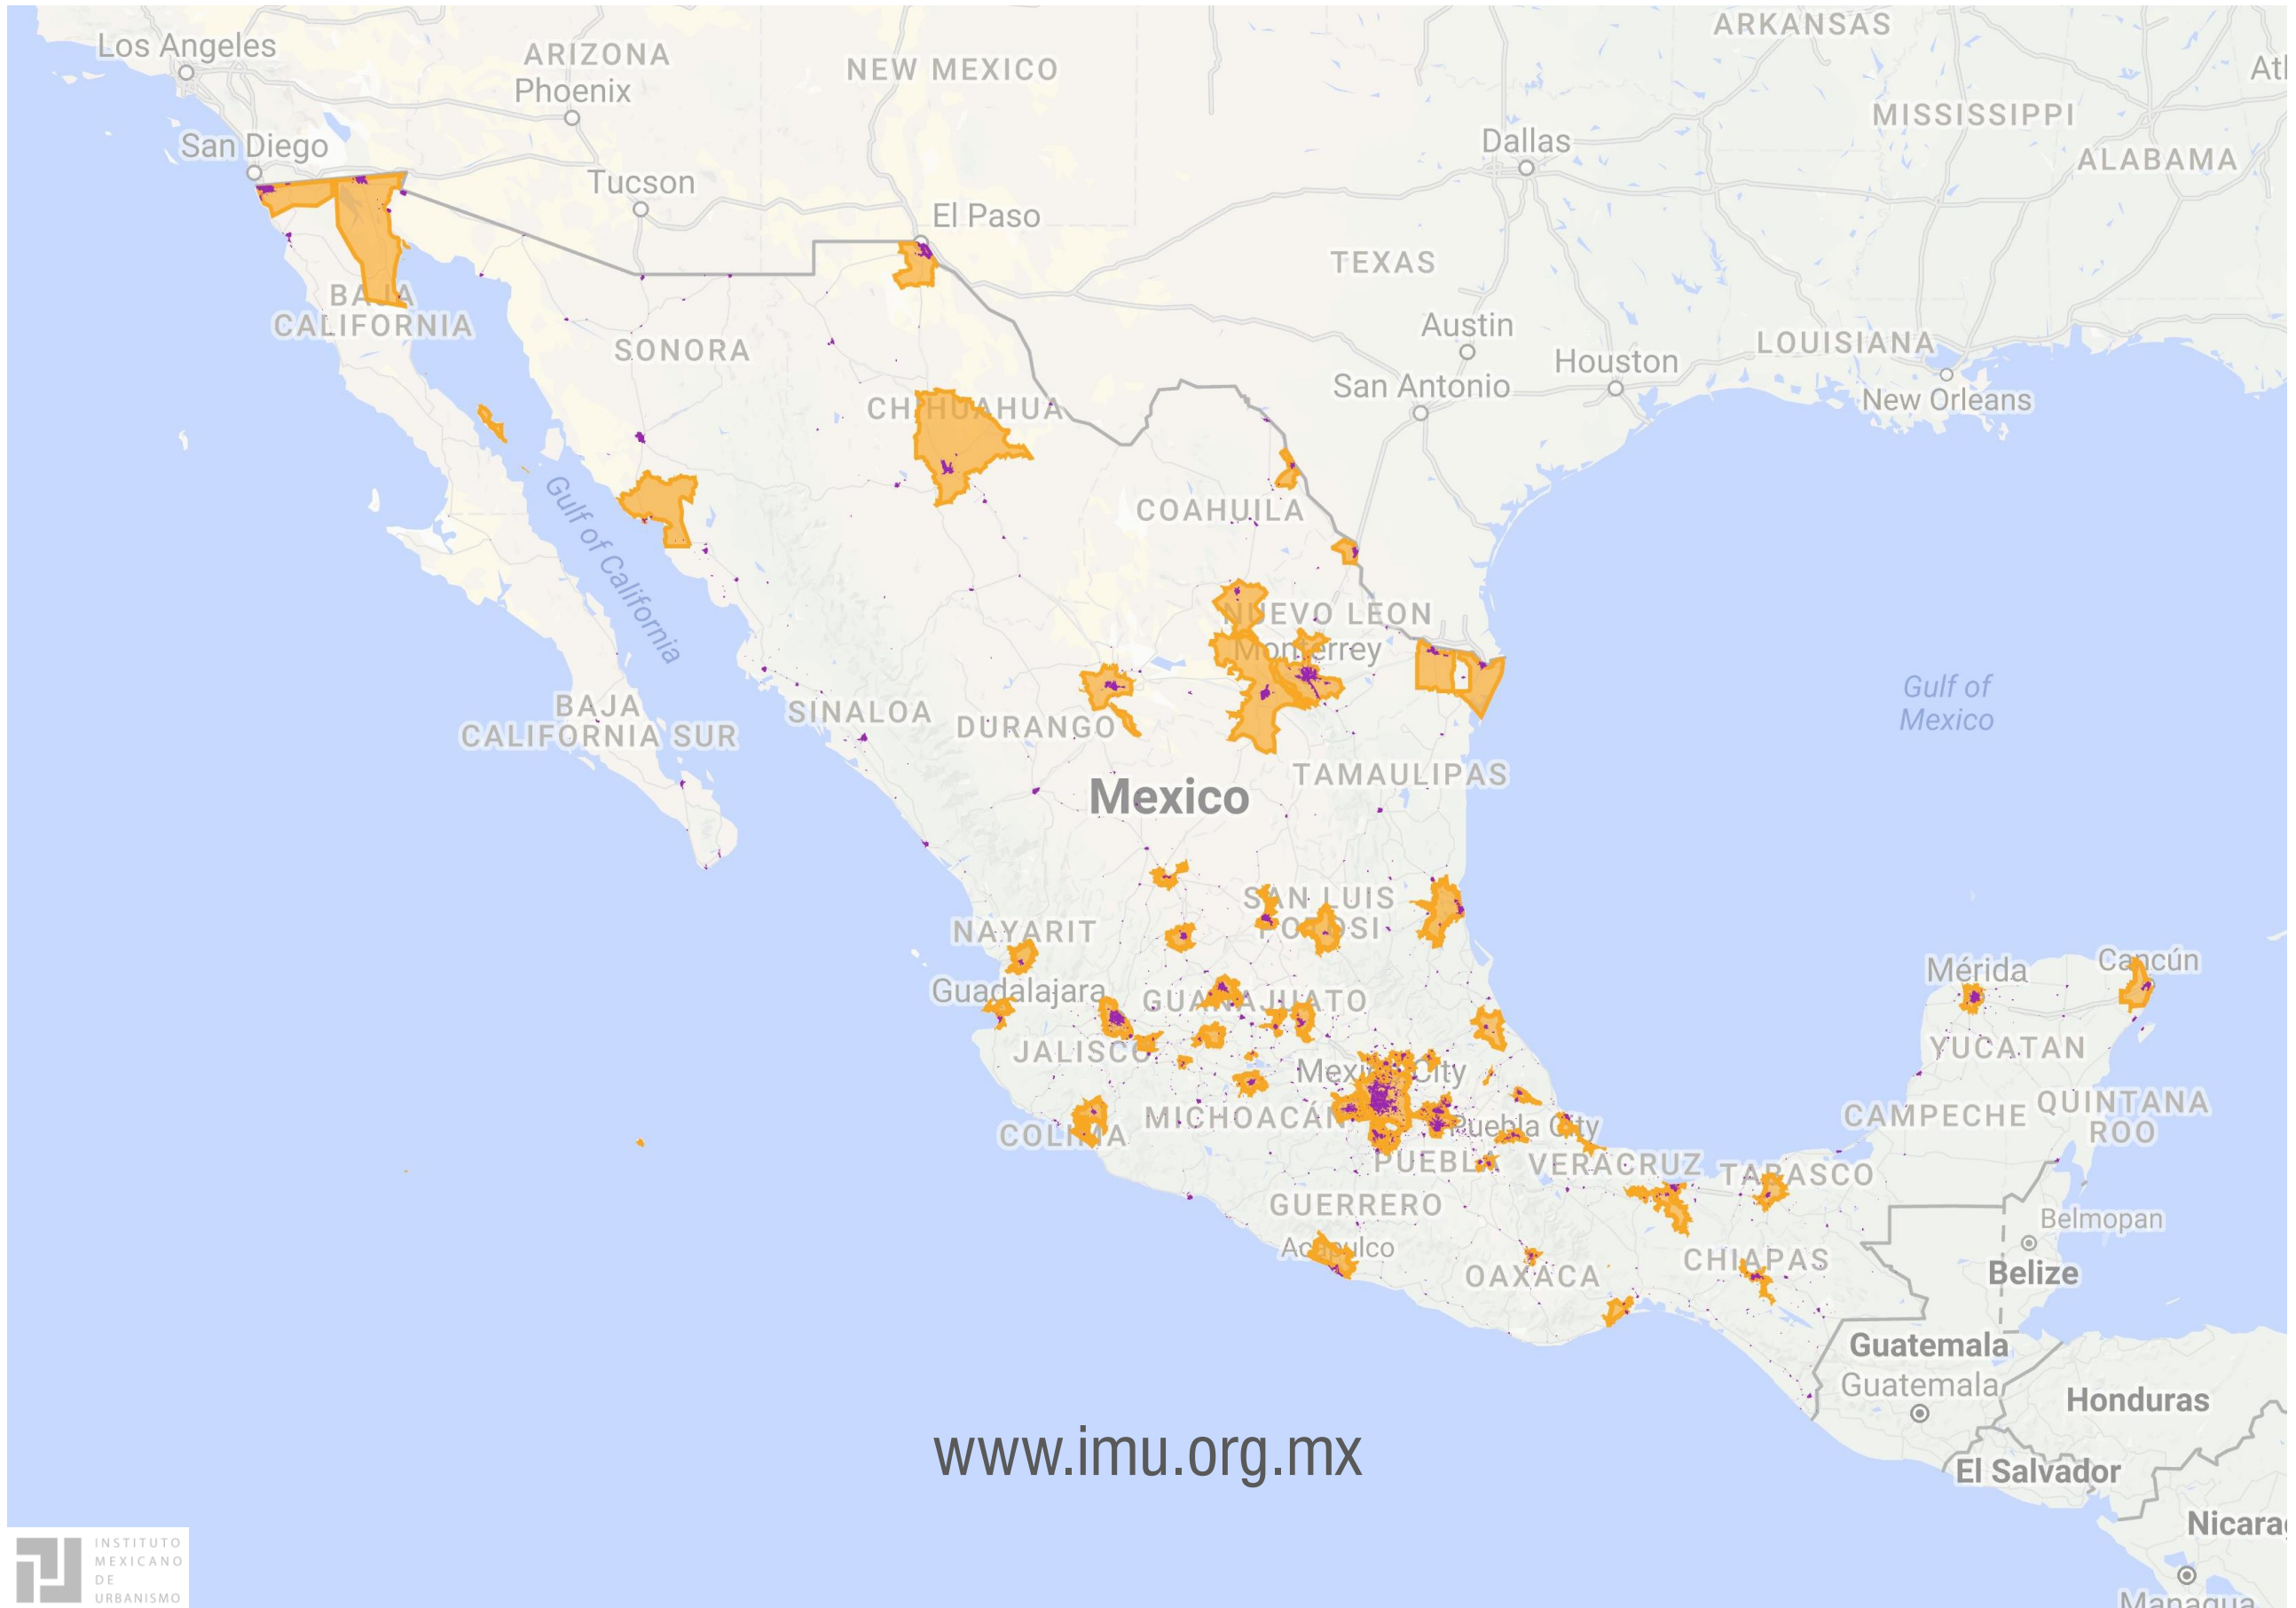 Los Angeles
ARIZONA
Phoenix
NEW MEXICO
ARKANSAS
Atl
MISSISSIPPI
ALABAMA
San Diego
Tucson
El Paso
Dallas
TEXAS
Austin
Houston
San Antonio
LOUISIANA
New Orleans
BAJA
CALIFORNIA
SONORA
CHIHUAHUA
COAHUILA
Gulf of California
NUEVO LEON
Monterrey
BAJA
CALIFORNIA SUR
SINALOA
DURANGO
Gulf of
Mexico
TAMAULIPAS
Mexico
SAN LUIS
POTOSI
NAYARIT
Guadalajara
GUANAJUATO
Mérida
Cancún
JALISCO
Mexico City
YUCATAN
COLIMA
MICHOACÁN
Puebla City
CAMPECHE
QUINTANA
ROO
PUEBLA
VERACRUZ
TABASCO
GUERRERO
Acapulco
OAXACA
CHIAPAS
Belmopan
Belize
Guatemala
Guatemala
Honduras
El Salvador
Nicara
Managua
www.imu.org.mx
INSTITUTO
MEXICANO
DE
URBANISMO